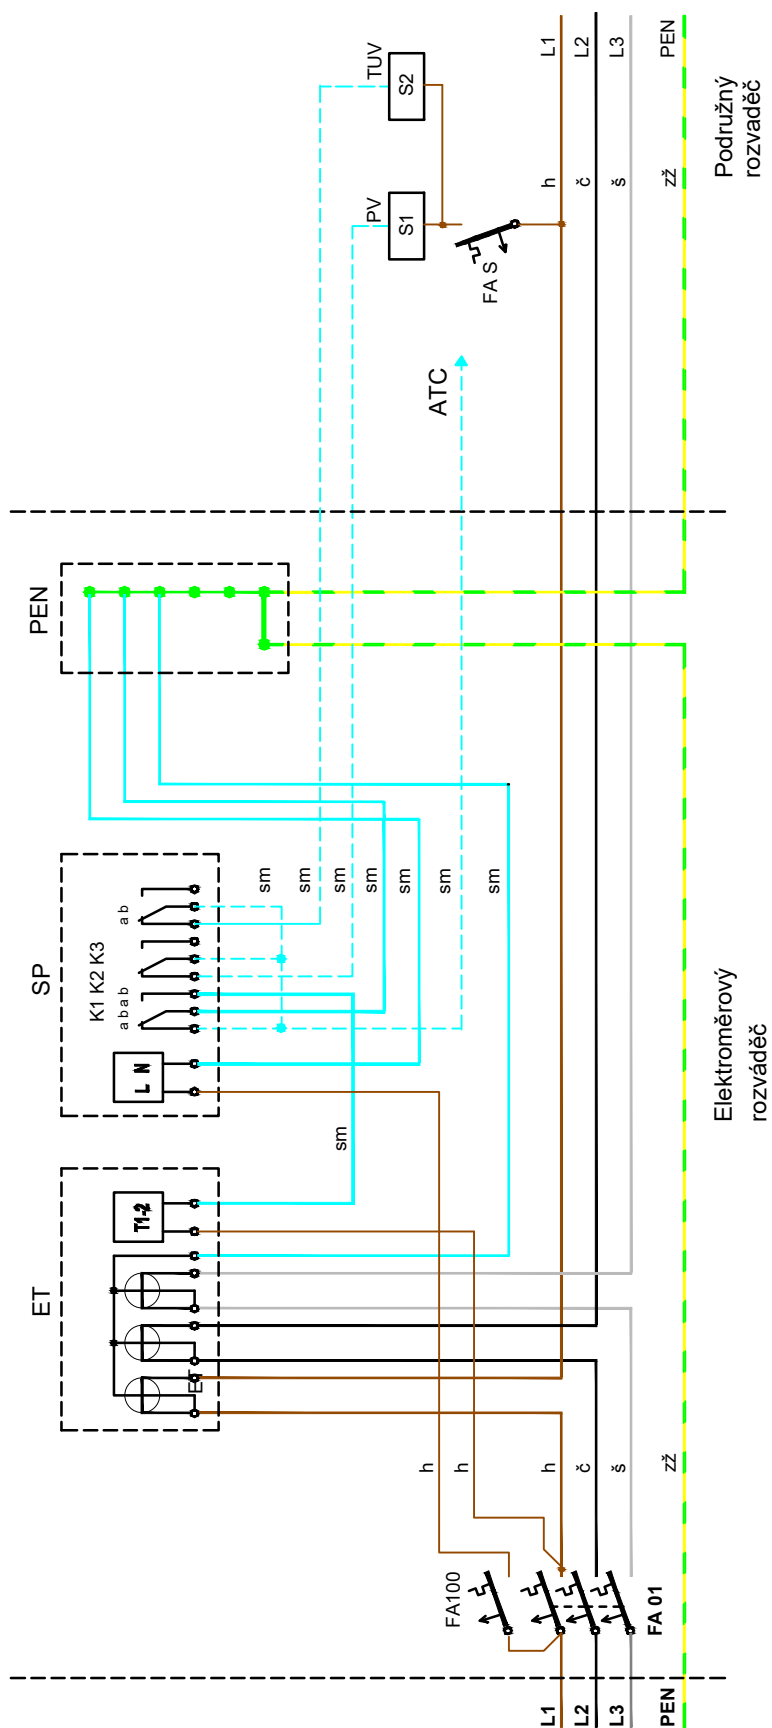 ET
SP
PEN
K1 K2 K3
a b a b
a b
T1-2
L N
ET
sm
sm
sm
sm
sm
sm
sm
sm
PV
TUV
S1
S2
ATC
FA S
h
h
FA100
L1
h
h
L1
L2
č
č
L2
L3
š
š
L3
FA 01
PEN
zž
zž
PEN
Elektroměrový
rozváděč
Podružný
rozvaděč